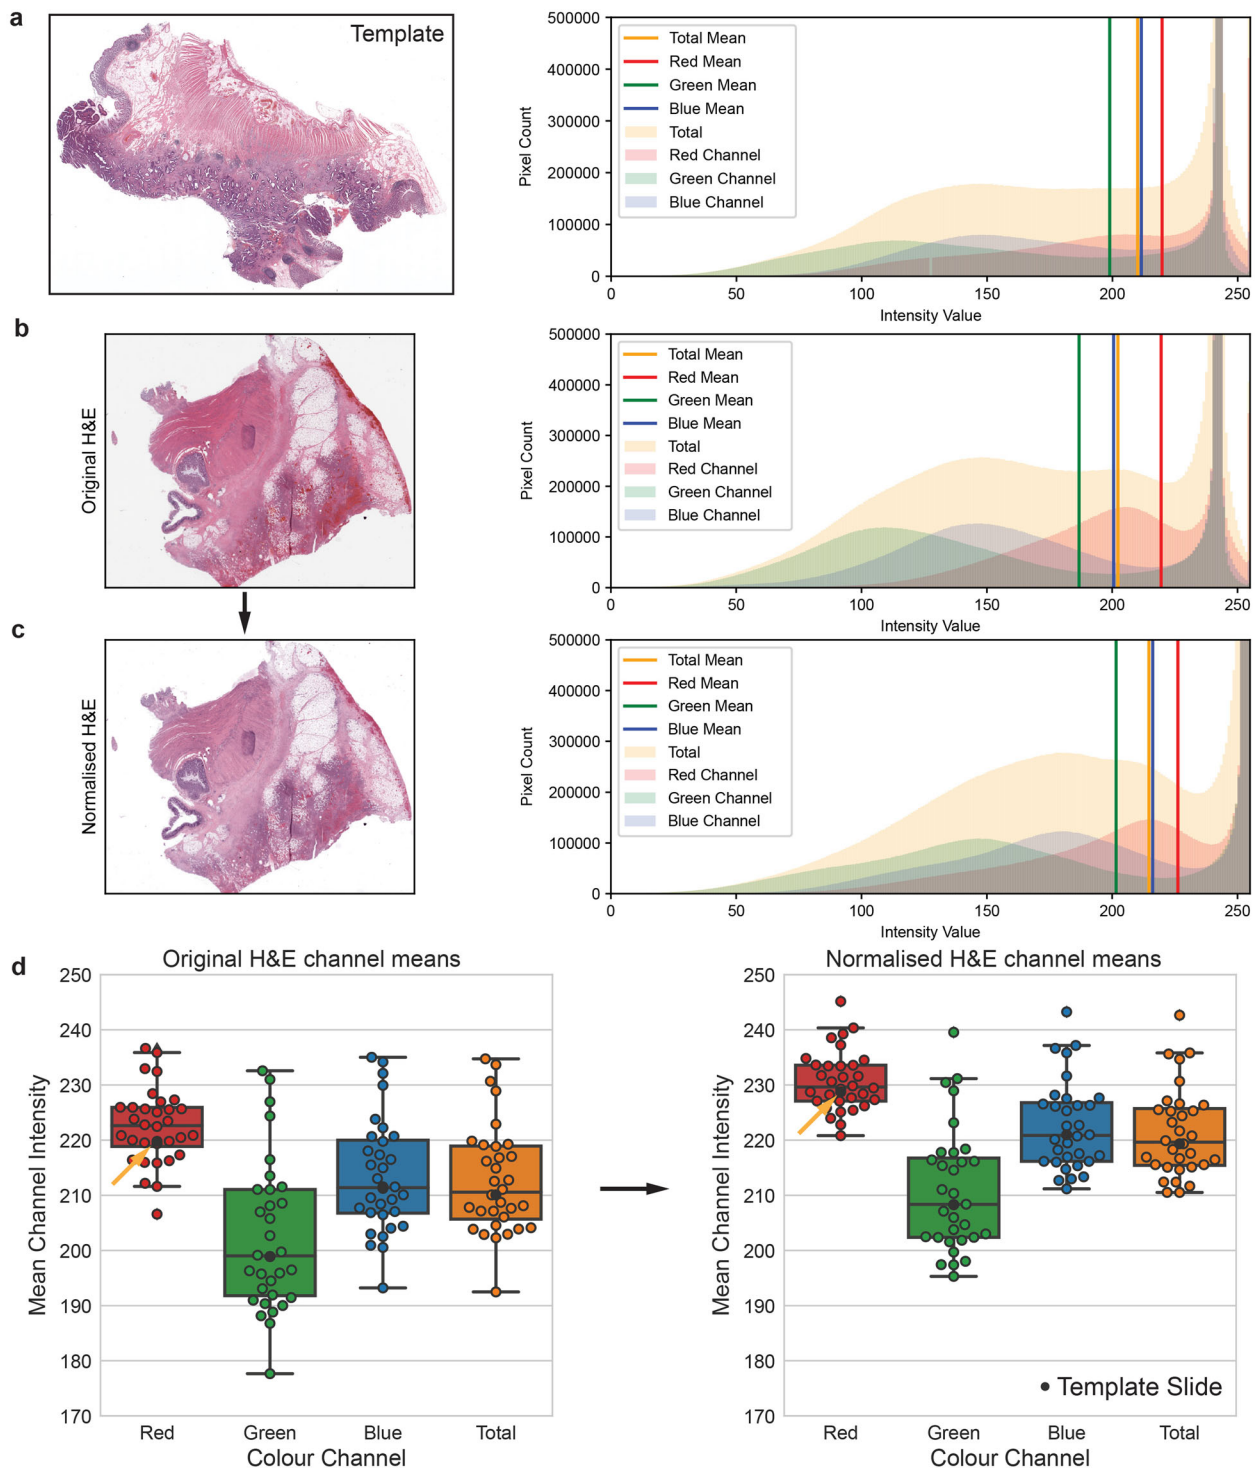 a
Template
500000
400000
300000
200000
100000
0
Pixel Count
Total Mean
Red Mean
Green Mean
Blue Mean
Total
Red Channel
Green Channel
Blue Channel
0 50 100 150 200 250
Intensity Value
b
Original H&E
500000
400000
300000
200000
100000
0
Pixel Count
Total Mean
Red Mean
Green Mean
Blue Mean
Total
Red Channel
Green Channel
Blue Channel
0 50 100 150 200 250
Intensity Value
c
Normalised H&E
500000
400000
300000
200000
100000
0
Pixel Count
Total Mean
Red Mean
Green Mean
Blue Mean
Total
Red Channel
Green Channel
Blue Channel
0 50 100 150 200 250
Intensity Value
d
Original H&E channel means
250
240
230
220
210
200
190
180
170
Mean Channel Intensity
Red Green Blue Total
Colour Channel
Normalised H&E channel means
250
240
230
220
210
200
190
180
170
Mean Channel Intensity
Template Slide
Red Green Blue Total
Colour Channel